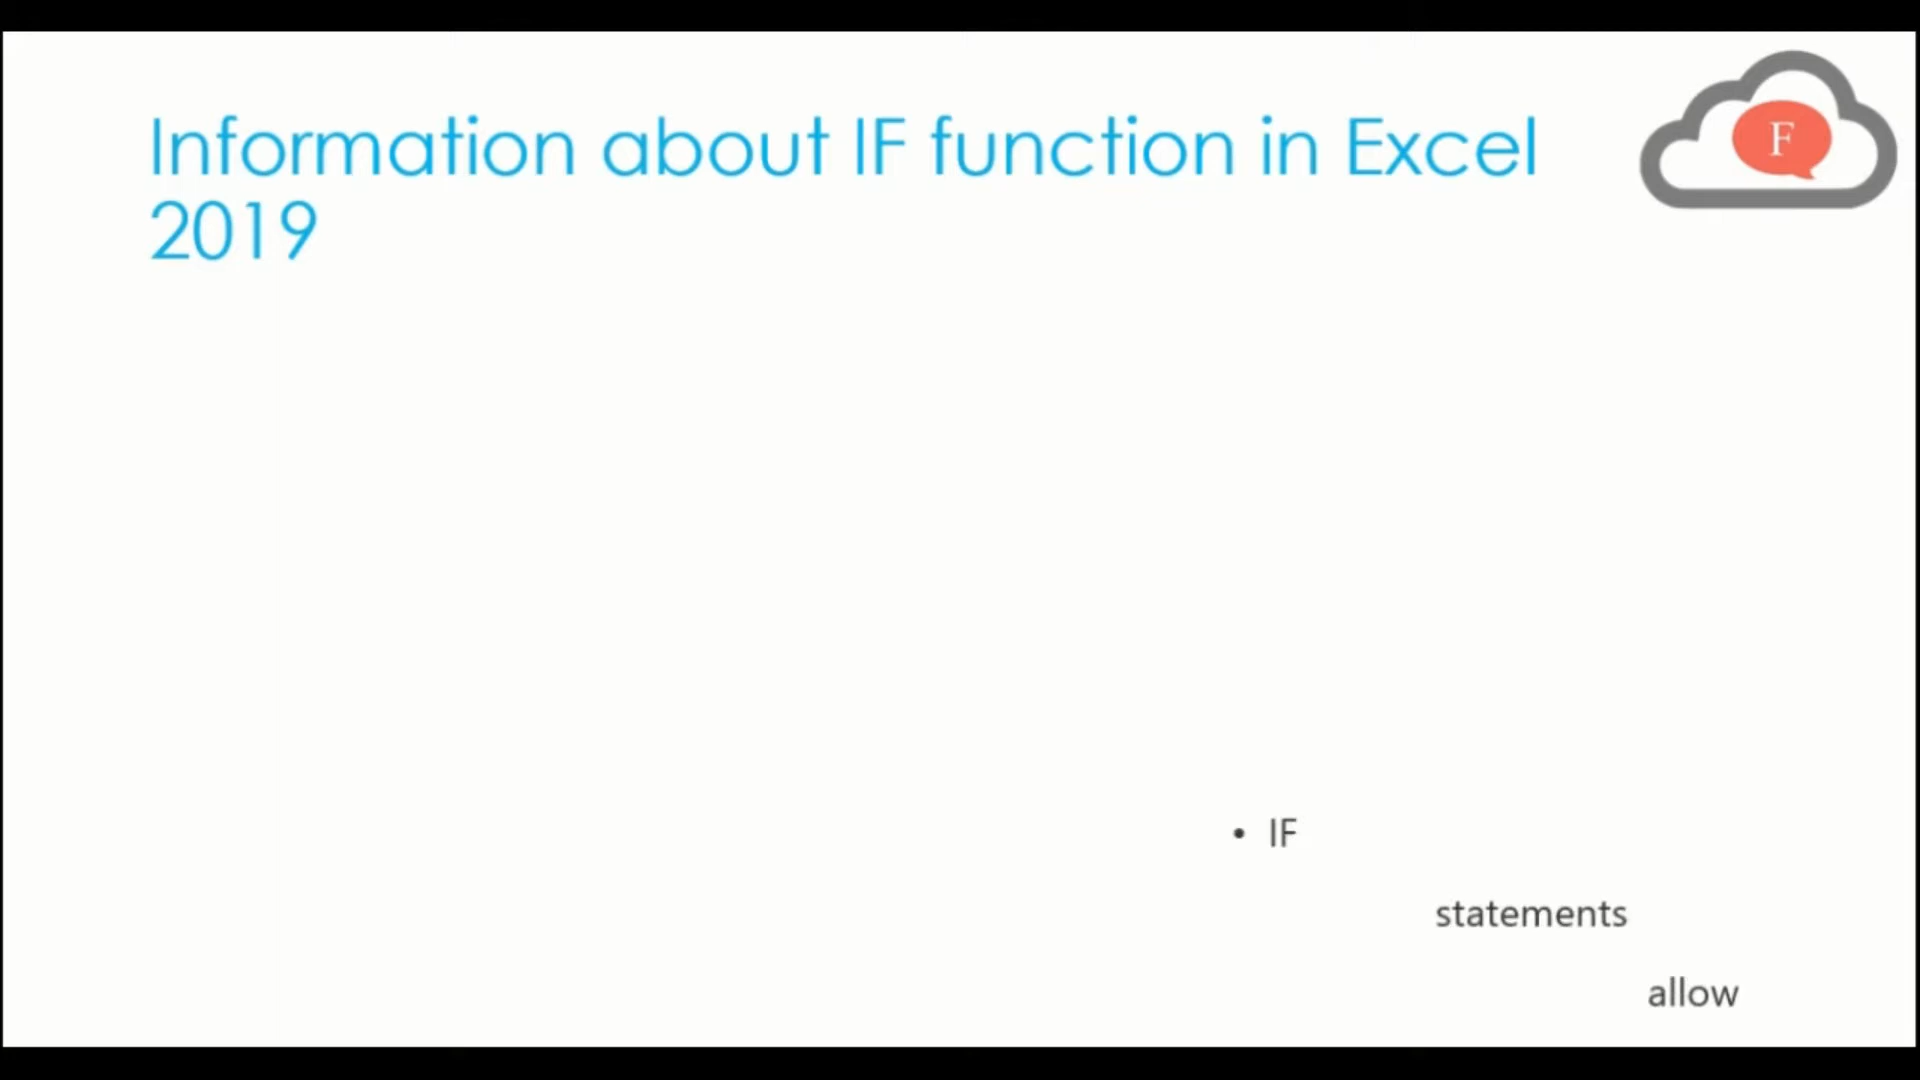 Information about IF function in Excel
2019
F
• IF
statements
allow